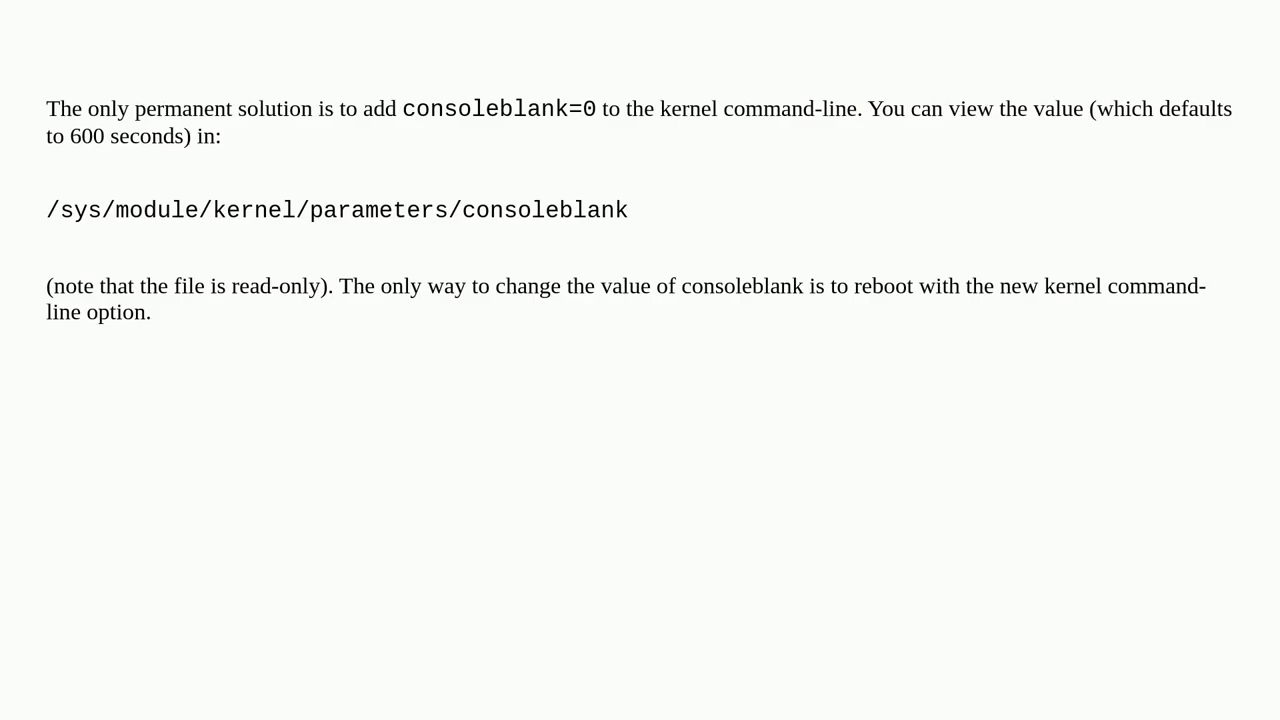 The only permanent solution is to add consoleblank=0 to the kernel command-line. You can view the value (which defaults
to 600 seconds) in:
/sys/module/kernel/parameters/consoleblank
(note that the file is read-only). The only way to change the value of consoleblank is to reboot with the new kernel command-
line option.